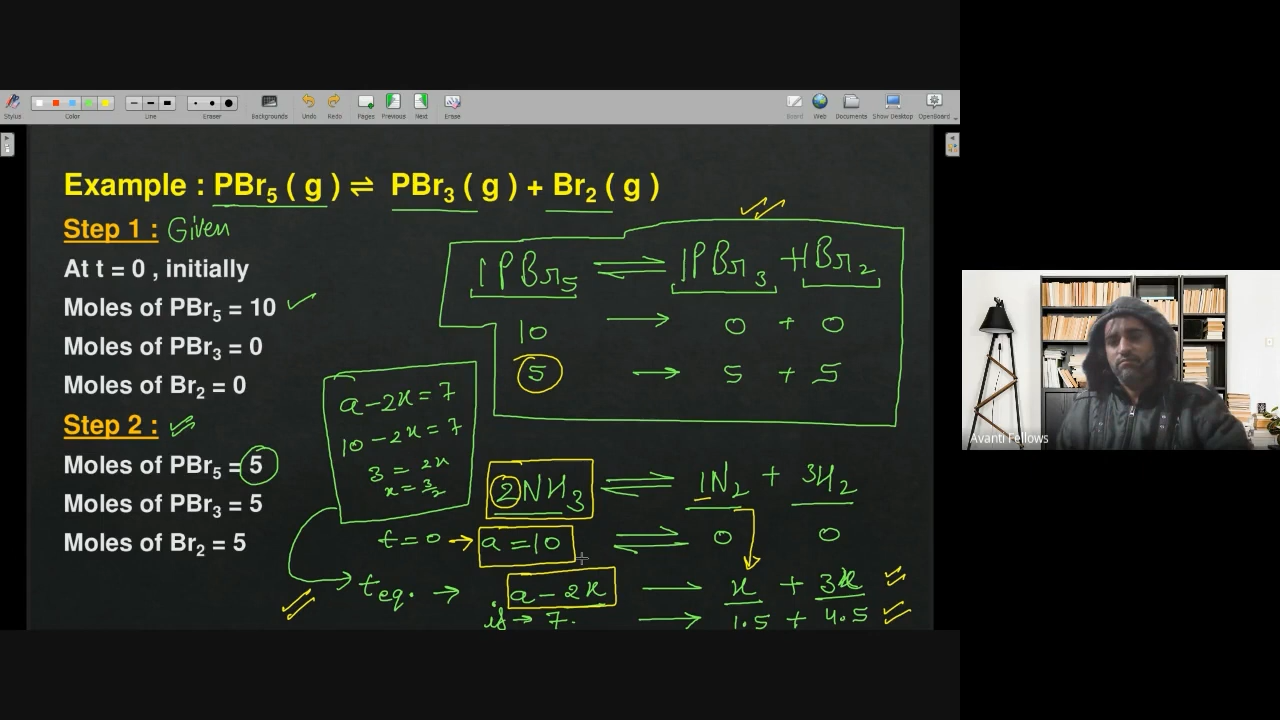 Stylus Color Line Eraser Backgrounds Undo Redo Pages Previous Next Erase Board Web Documents Show Desktop OpenBoard
Example : PBr₅ ( g ) ⇌ PBr₃ ( g ) + Br₂ ( g )
Step 1 : Given
At t = 0 , initially
Moles of PBr₅ = 10
Moles of PBr₃ = 0
Moles of Br₂ = 0
Step 2 :
Moles of PBr₅ = 5
Moles of PBr₃ = 5
Moles of Br₂ = 5
1PBr₅ ⇌ 1PBr₃ + 1Br₂
10 → 0 + 0
5 → 5 + 5
a - 2x = 7
10 - 2x = 7
3 = 2x
x = 3/2
2NH₃ ⇌ 1N₂ + 3H₂
t = 0 → a = 10 ⇌ 0 0
teq. → a - 2x → x + 3x
is → 7. → 1.5 + 4.5
Avanti Fellows